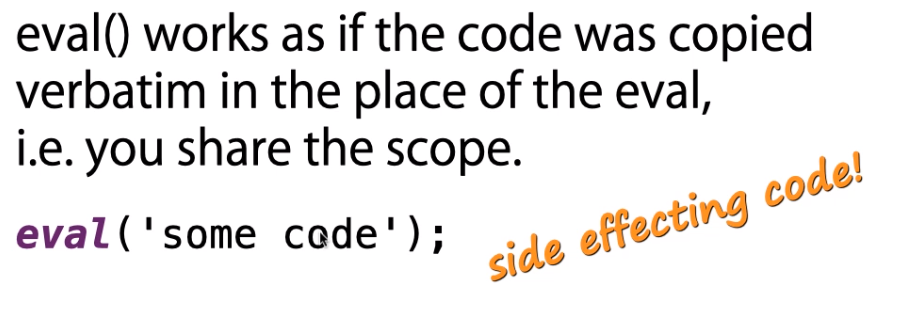 eval() works as if the code was copied
verbatim in the place of the eval,
i.e. you share the scope.
eval('some code');
side effecting code!